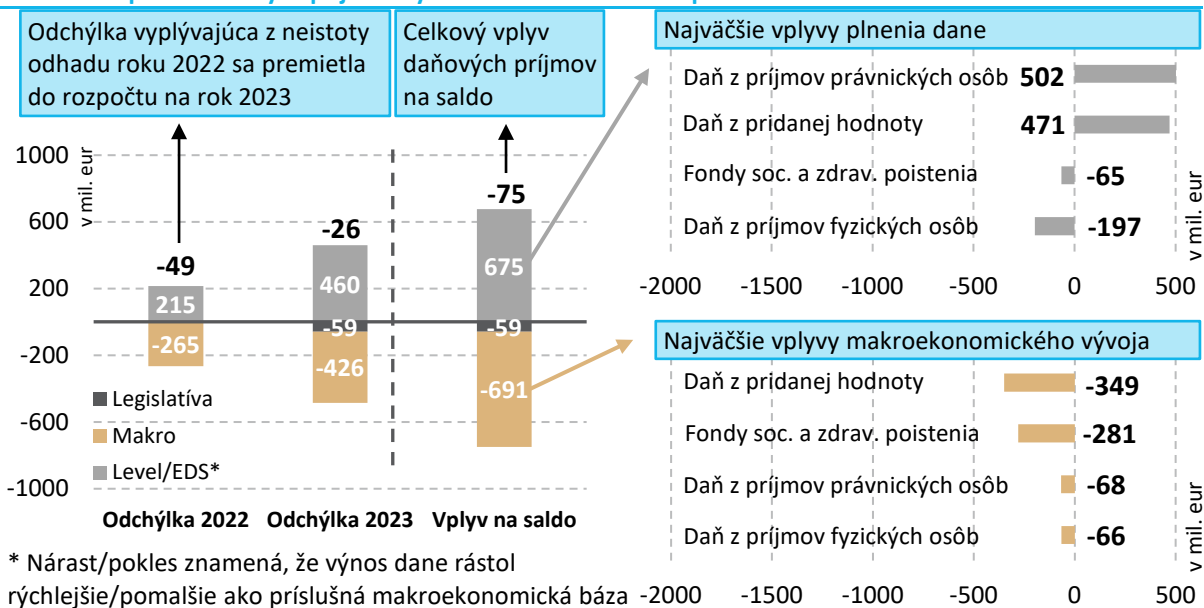 Odchýlka vyplývajúca z neistoty
odhadu roku 2022 sa premietla
do rozpočtu na rok 2023
Celkový vplyv
daňových príjmov
na saldo
1000
600
200
-200
-600
-1000
v mil. eur
-49
215
-265
-26
460
-59
-426
-75
675
-59
-691
Legislatíva
Makro
Level/EDS*
Odchýlka 2022
Odchýlka 2023
Vplyv na saldo
* Nárast/pokles znamená, že výnos dane rástol
rýchlejšie/pomalšie ako príslušná makroekonomická báza
Najväčšie vplyvy plnenia dane
Daň z príjmov právnických osôb 502
Daň z pridanej hodnoty 471
Fondy soc. a zdrav. poistenia -65
Daň z príjmov fyzických osôb -197
v mil. eur
-2000 -1500 -1000 -500 0 500
Najväčšie vplyvy makroekonomického vývoja
Daň z pridanej hodnoty -349
Fondy soc. a zdrav. poistenia -281
Daň z príjmov právnických osôb -68
Daň z príjmov fyzických osôb -66
v mil. eur
-2000 -1500 -1000 -500 0 500